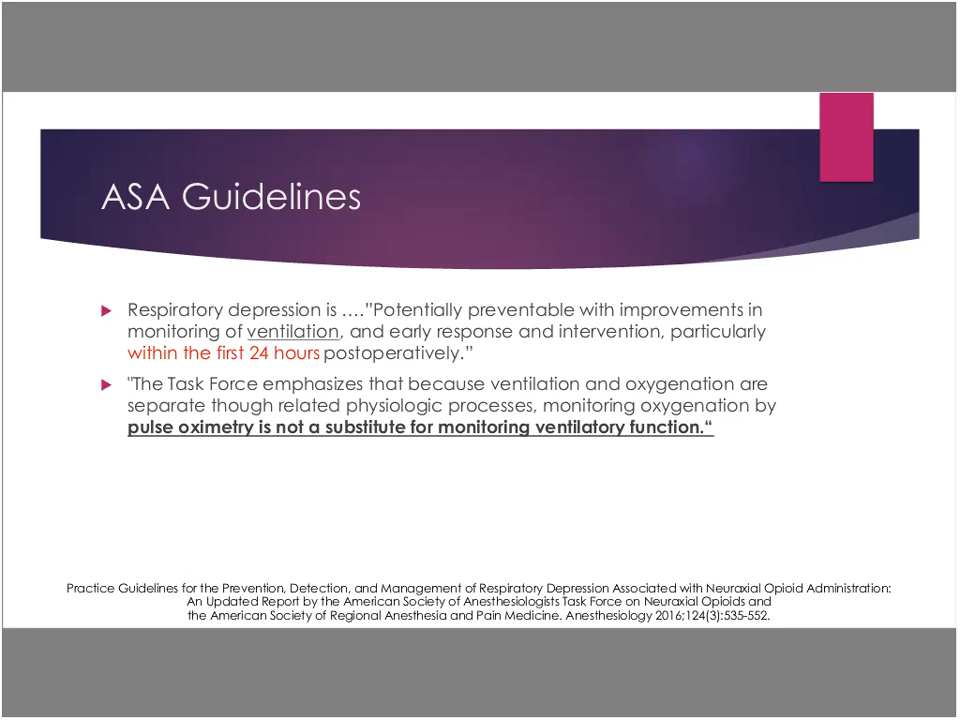 ASA Guidelines
Respiratory depression is ….”Potentially preventable with improvements in
monitoring of ventilation, and early response and intervention, particularly
within the first 24 hours postoperatively.”
"The Task Force emphasizes that because ventilation and oxygenation are
separate though related physiologic processes, monitoring oxygenation by
pulse oximetry is not a substitute for monitoring ventilatory function.“
Practice Guidelines for the Prevention, Detection, and Management of Respiratory Depression Associated with Neuraxial Opioid Administration:
An Updated Report by the American Society of Anesthesiologists Task Force on Neuraxial Opioids and
the American Society of Regional Anesthesia and Pain Medicine. Anesthesiology 2016;124(3):535-552.